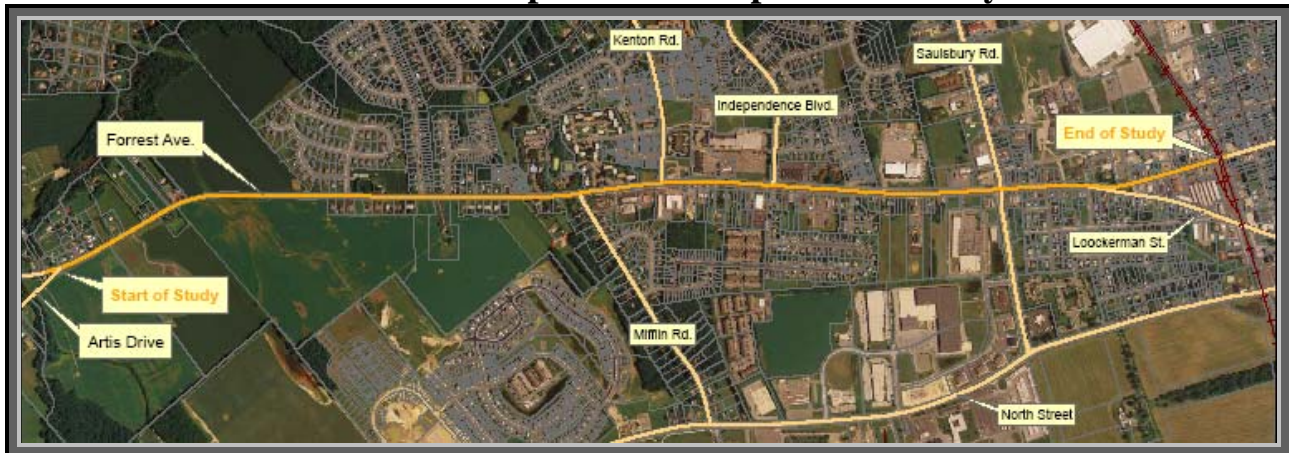 Kenton Rd.
Saulsbury Rd.
Independence Blvd.
Forrest Ave.
End of Study
Loockerman St.
Start of Study
Mifflin Rd.
Artis Drive
North Street